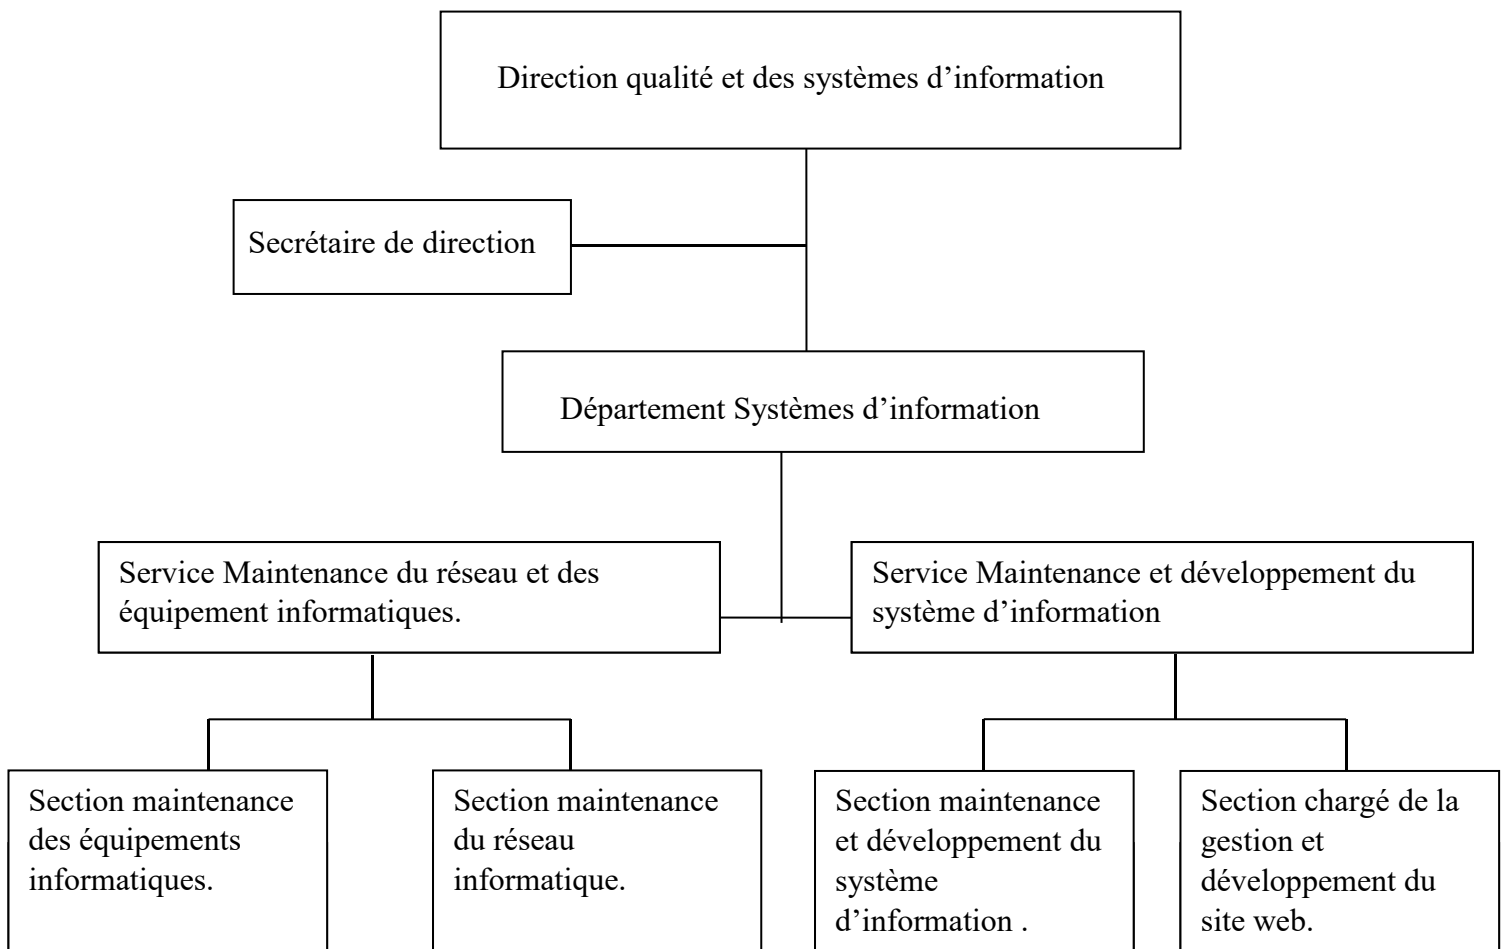 Direction qualité et des systèmes d’information
Secrétaire de direction
Département Systèmes d’information
Service Maintenance du réseau et des
équipement informatiques.
Service Maintenance et développement du
système d’information
Section maintenance
des équipements
informatiques.
Section maintenance
du réseau
informatique.
Section maintenance
et développement du
système
d’information .
Section chargé de la
gestion et
développement du
site web.